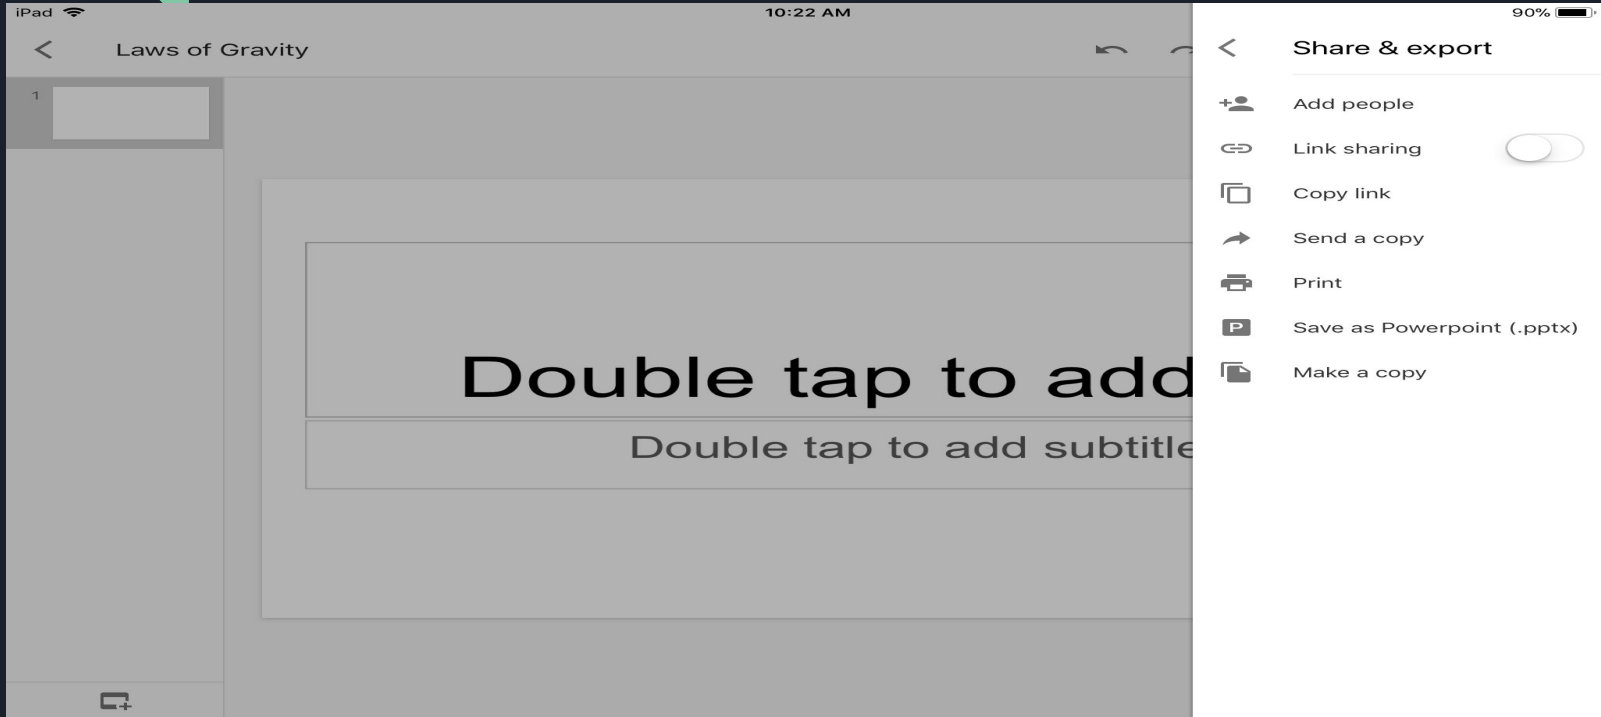 iPad 10:22 AM 90%
Laws of Gravity
Share & export
1
Add people
Link sharing
Copy link
Send a copy
Print
P Save as Powerpoint (.pptx)
Make a copy
Double tap to add
Double tap to add subtitle